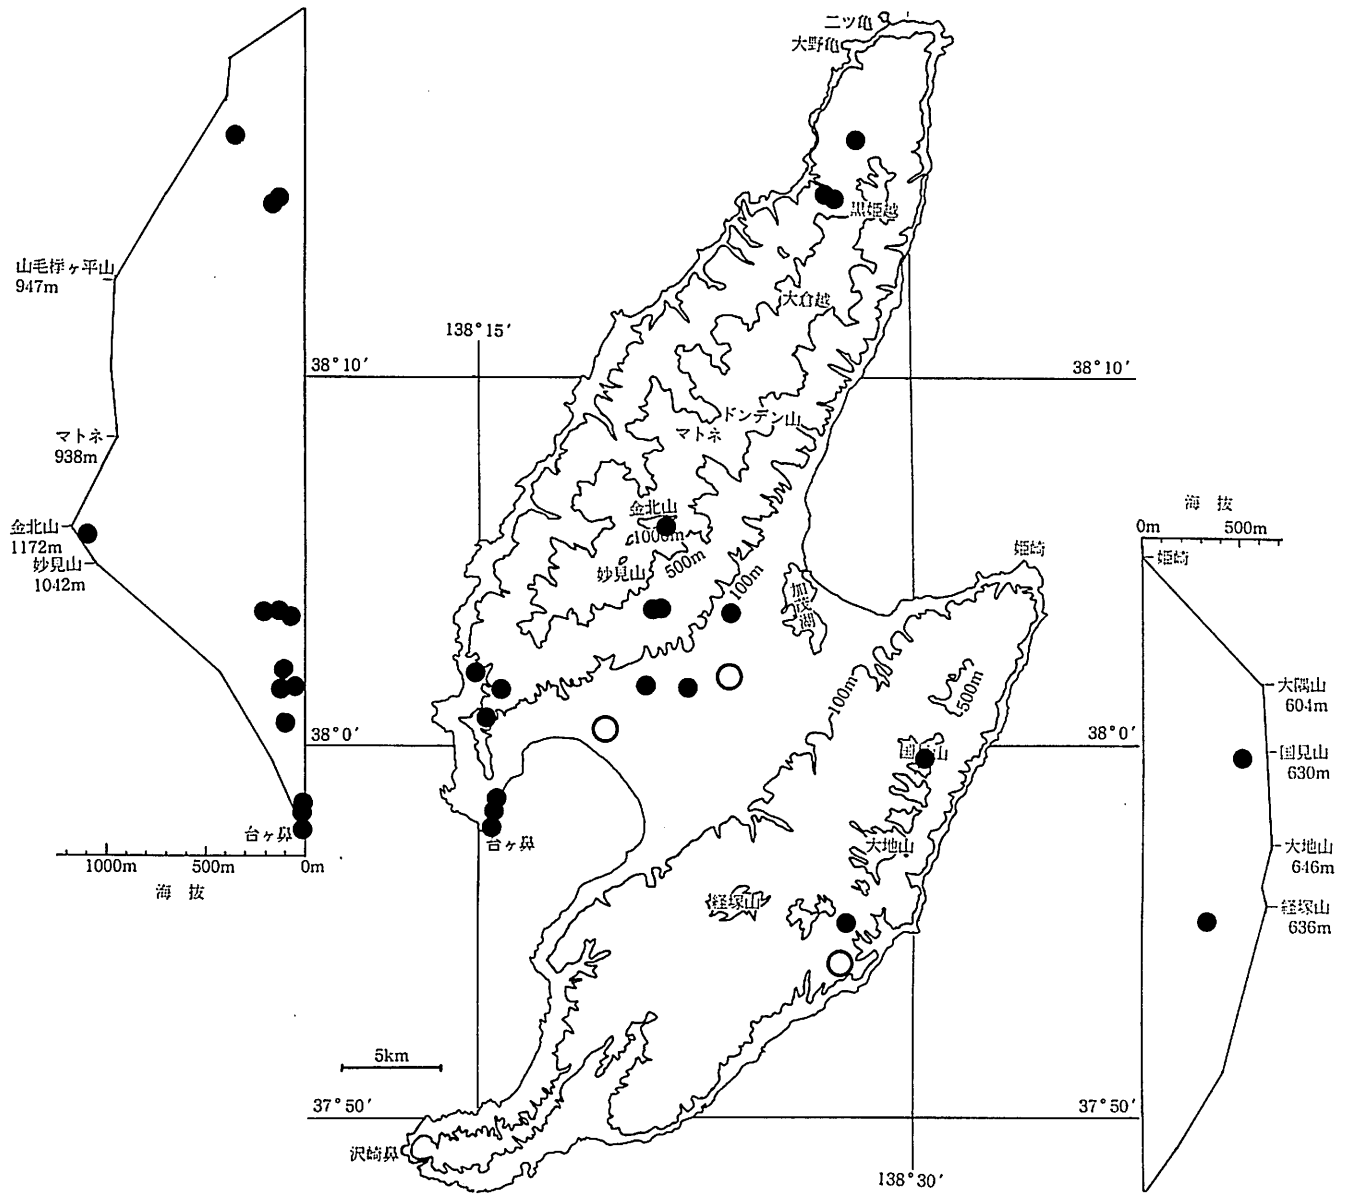 二ツ亀
大野亀
黒姫越
大倉越
ドンデン山
マトネ
金北山
1000m
500m
妙見山
100m
加茂湖
姫崎
100m
500m
国見山
大地山
経塚山
台ヶ鼻
沢崎鼻
5km
138°15′
138°30′
38°10′
38°10′
38°0′
38°0′
37°50′
37°50′
947m
マトネ
938m
金北山
1172m
妙見山
1042m
台ヶ鼻
1000m 500m 0m
海 抜
海 抜
0m 500m
姫崎
大隅山
604m
国見山
630m
大地山
646m
経塚山
636m